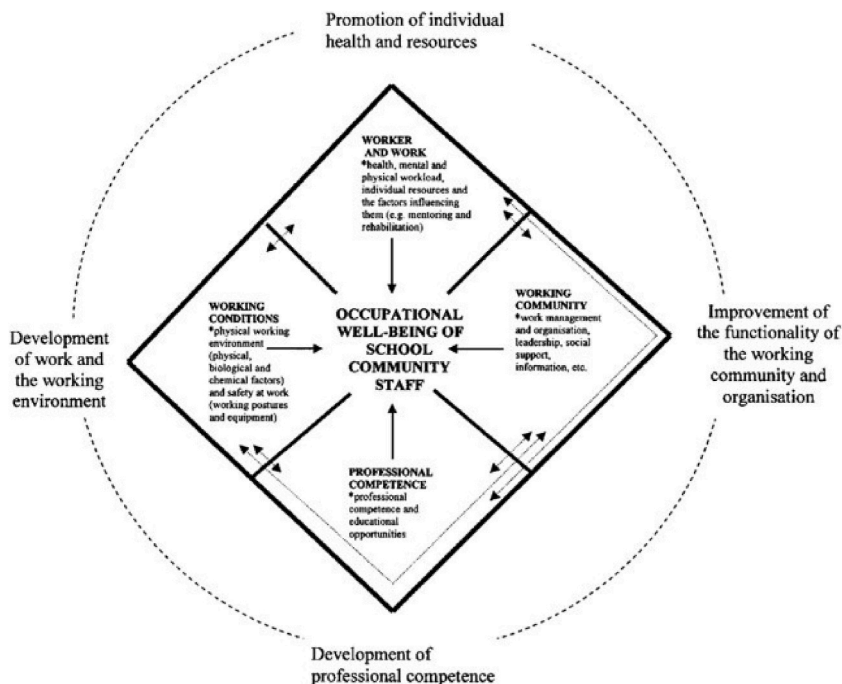 Promotion of individual
health and resources
WORKER
AND WORK
*health, mental and
physical workload,
individual resources and
the factors influencing
them (e.g. mentoring and
rehabilitation)
WORKING
CONDITIONS
*physical working
environment
(physical,
biological and
chemical factors)
and safety at work
(working postures
and equipment)
OCCUPATIONAL
WELL-BEING OF
SCHOOL
COMMUNITY
STAFF
WORKING
COMMUNITY
*work management
and organisation,
leadership, social
support,
information, etc.
PROFESSIONAL
COMPETENCE
*professional
competence and
educational
opportunities
Development
of work and
the working
environment
Improvement of
the functionality of
the working
community and
organisation
Development of
professional competence